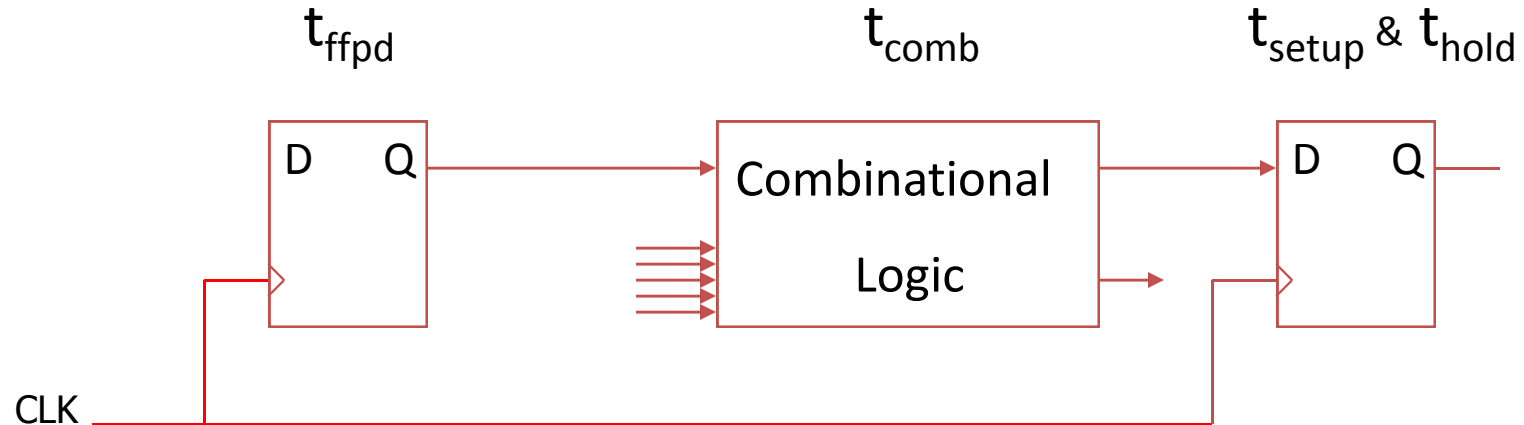 tffpd
tcomb
tsetup & thold
D Q
Combinational
Logic
D Q
CLK